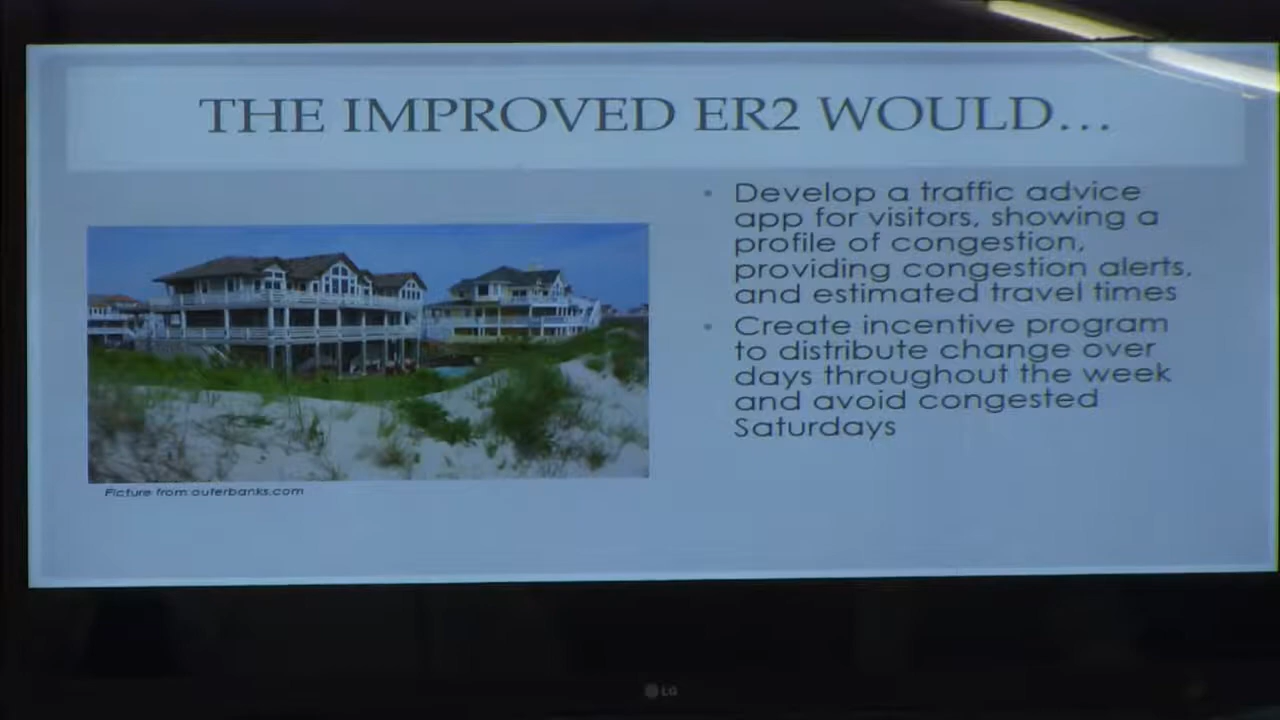 THE IMPROVED ER2 WOULD...
• Develop a traffic advice
app for visitors, showing a
profile of congestion,
providing congestion alerts,
and estimated travel times
• Create incentive program
to distribute change over
days throughout the week
and avoid congested
Saturdays
Picture from outerbanks.com
LG